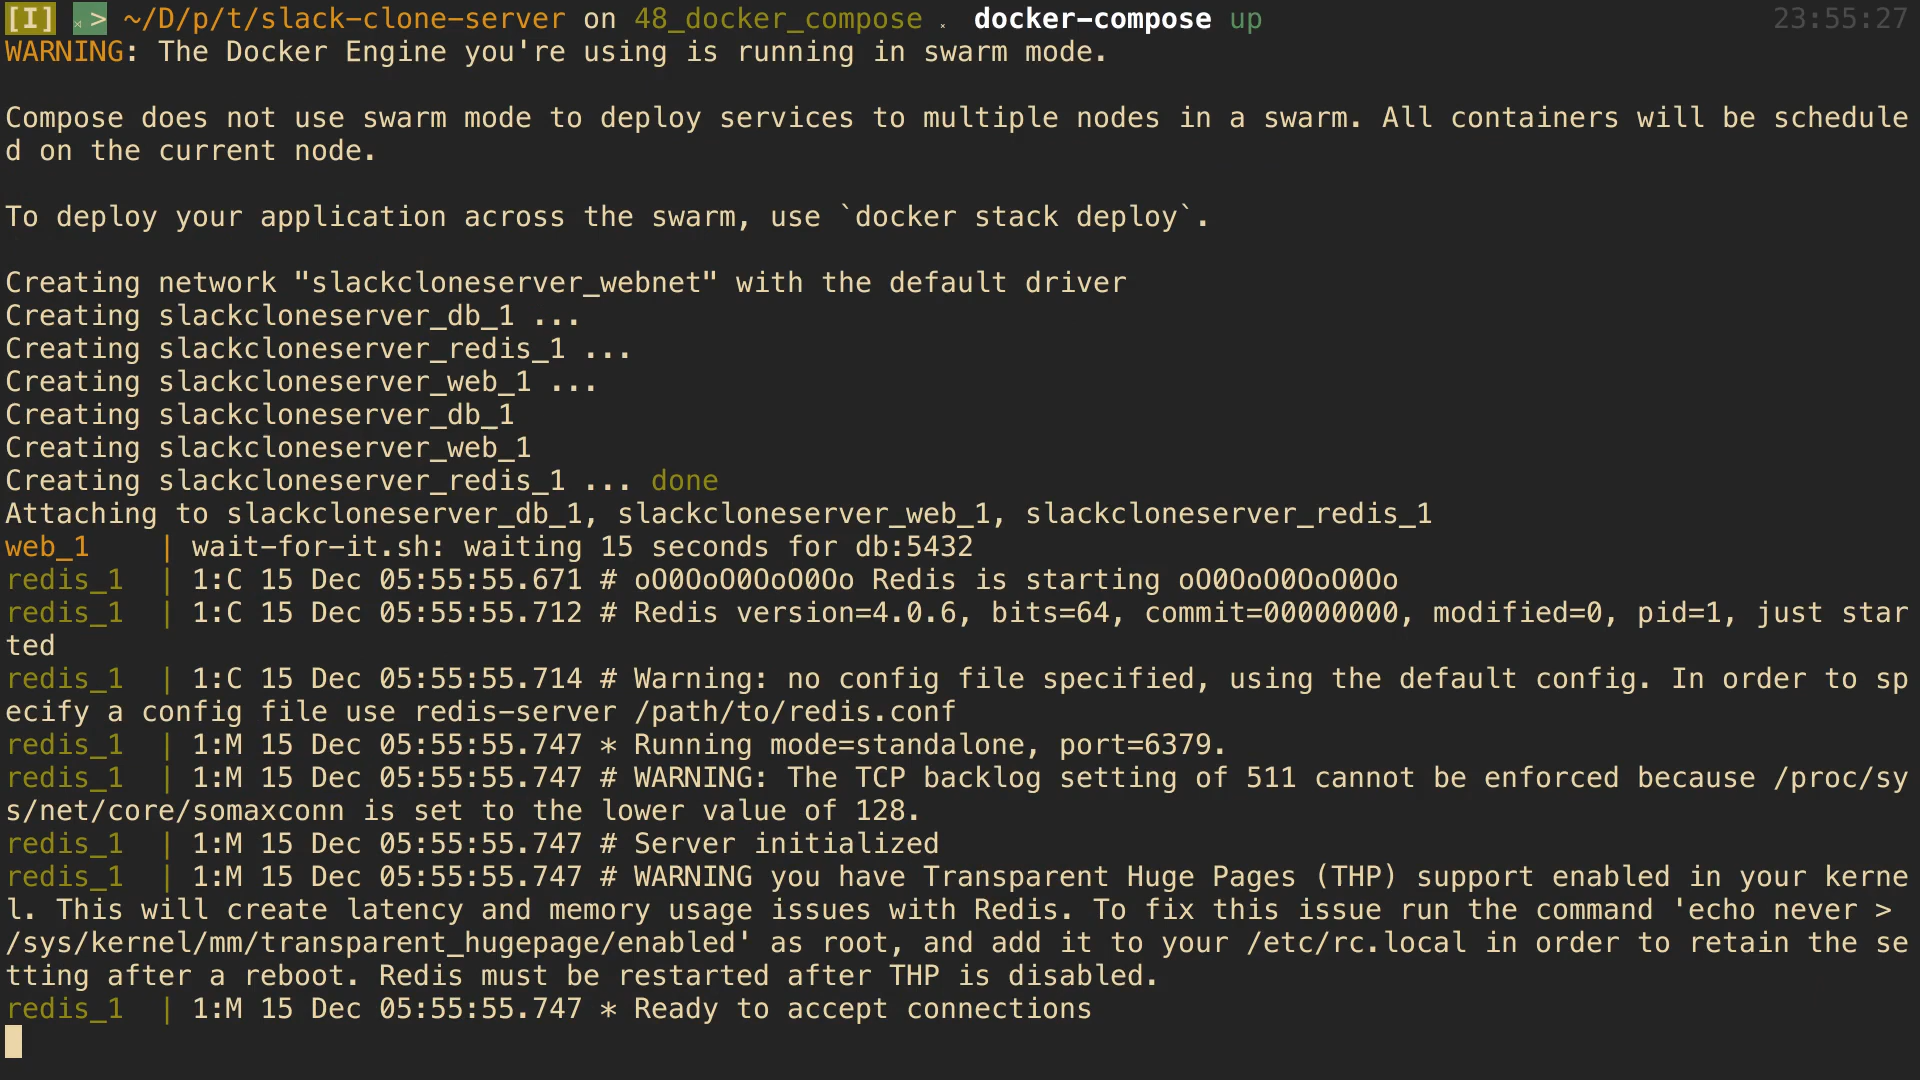 [I] > ~/D/p/t/slack-clone-server on 48_docker_compose . docker-compose up 23:55:27
WARNING: The Docker Engine you're using is running in swarm mode.
Compose does not use swarm mode to deploy services to multiple nodes in a swarm. All containers will be schedule
d on the current node.
To deploy your application across the swarm, use `docker stack deploy`.
Creating network "slackcloneserver_webnet" with the default driver
Creating slackcloneserver_db_1 ...
Creating slackcloneserver_redis_1 ...
Creating slackcloneserver_web_1 ...
Creating slackcloneserver_db_1
Creating slackcloneserver_web_1
Creating slackcloneserver_redis_1 ... done
Attaching to slackcloneserver_db_1, slackcloneserver_web_1, slackcloneserver_redis_1
web_1 | wait-for-it.sh: waiting 15 seconds for db:5432
redis_1 | 1:C 15 Dec 05:55:55.671 # oO0OoO0OoO0Oo Redis is starting oO0OoO0OoO0Oo
redis_1 | 1:C 15 Dec 05:55:55.712 # Redis version=4.0.6, bits=64, commit=00000000, modified=0, pid=1, just star
ted
redis_1 | 1:C 15 Dec 05:55:55.714 # Warning: no config file specified, using the default config. In order to sp
ecify a config file use redis-server /path/to/redis.conf
redis_1 | 1:M 15 Dec 05:55:55.747 * Running mode=standalone, port=6379.
redis_1 | 1:M 15 Dec 05:55:55.747 # WARNING: The TCP backlog setting of 511 cannot be enforced because /proc/sy
s/net/core/somaxconn is set to the lower value of 128.
redis_1 | 1:M 15 Dec 05:55:55.747 # Server initialized
redis_1 | 1:M 15 Dec 05:55:55.747 # WARNING you have Transparent Huge Pages (THP) support enabled in your kerne
l. This will create latency and memory usage issues with Redis. To fix this issue run the command 'echo never >
/sys/kernel/mm/transparent_hugepage/enabled' as root, and add it to your /etc/rc.local in order to retain the se
tting after a reboot. Redis must be restarted after THP is disabled.
redis_1 | 1:M 15 Dec 05:55:55.747 * Ready to accept connections